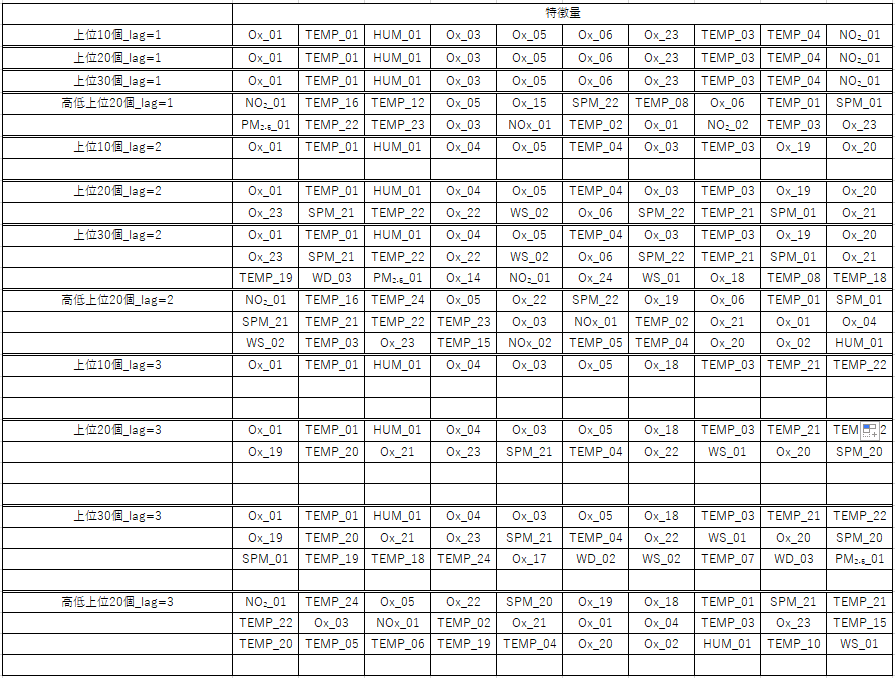 特徴量
上位10個_lag=1 Ox_01 TEMP_01 HUM_01 Ox_03 Ox_05 Ox_06 Ox_23 TEMP_03 TEMP_04 NO₂_01
上位20個_lag=1 Ox_01 TEMP_01 HUM_01 Ox_03 Ox_05 Ox_06 Ox_23 TEMP_03 TEMP_04 NO₂_01
上位30個_lag=1 Ox_01 TEMP_01 HUM_01 Ox_03 Ox_05 Ox_06 Ox_23 TEMP_03 TEMP_04 NO₂_01
高低上位20個_lag=1 NO₂_01 TEMP_16 TEMP_12 Ox_05 Ox_15 SPM_22 TEMP_08 Ox_06 TEMP_01 SPM_01
PM₂.₅_01 TEMP_22 TEMP_23 Ox_03 NOx_01 TEMP_02 Ox_01 NO₂_02 TEMP_03 Ox_23
上位10個_lag=2 Ox_01 TEMP_01 HUM_01 Ox_04 Ox_05 TEMP_04 Ox_03 TEMP_03 Ox_19 Ox_20
上位20個_lag=2 Ox_01 TEMP_01 HUM_01 Ox_04 Ox_05 TEMP_04 Ox_03 TEMP_03 Ox_19 Ox_20
Ox_23 SPM_21 TEMP_22 Ox_22 WS_02 Ox_06 SPM_22 TEMP_21 SPM_01 Ox_21
上位30個_lag=2 Ox_01 TEMP_01 HUM_01 Ox_04 Ox_05 TEMP_04 Ox_03 TEMP_03 Ox_19 Ox_20
Ox_23 SPM_21 TEMP_22 Ox_22 WS_02 Ox_06 SPM_22 TEMP_21 SPM_01 Ox_21
TEMP_19 WD_03 PM₂.₅_01 Ox_14 NO₂_01 Ox_24 WS_01 Ox_18 TEMP_08 TEMP_18
高低上位20個_lag=2 NO₂_01 TEMP_16 TEMP_24 Ox_05 Ox_22 SPM_22 Ox_19 Ox_06 TEMP_01 SPM_01
SPM_21 TEMP_21 TEMP_22 TEMP_23 Ox_03 NOx_01 TEMP_02 Ox_21 Ox_01 Ox_04
WS_02 TEMP_03 Ox_23 TEMP_15 NOx_02 TEMP_05 TEMP_04 Ox_20 Ox_02 HUM_01
上位10個_lag=3 Ox_01 TEMP_01 HUM_01 Ox_04 Ox_03 Ox_05 Ox_18 TEMP_03 TEMP_21 TEMP_22
上位20個_lag=3 Ox_01 TEMP_01 HUM_01 Ox_04 Ox_03 Ox_05 Ox_18 TEMP_03 TEMP_21 TEM 2
Ox_19 TEMP_20 Ox_21 Ox_23 SPM_21 TEMP_04 Ox_22 WS_01 Ox_20 SPM_20
上位30個_lag=3 Ox_01 TEMP_01 HUM_01 Ox_04 Ox_03 Ox_05 Ox_18 TEMP_03 TEMP_21 TEMP_22
Ox_19 TEMP_20 Ox_21 Ox_23 SPM_21 TEMP_04 Ox_22 WS_01 Ox_20 SPM_20
SPM_01 TEMP_19 TEMP_18 TEMP_24 Ox_17 WD_02 WS_02 TEMP_07 WD_03 PM₂.₅_01
高低上位20個_lag=3 NO₂_01 TEMP_24 Ox_05 Ox_22 SPM_20 Ox_19 Ox_18 TEMP_01 SPM_21 TEMP_21
TEMP_22 Ox_03 NOx_01 TEMP_02 Ox_21 Ox_01 Ox_04 TEMP_03 Ox_23 TEMP_15
TEMP_20 TEMP_05 TEMP_06 TEMP_19 TEMP_04 Ox_20 Ox_02 HUM_01 TEMP_10 WS_01